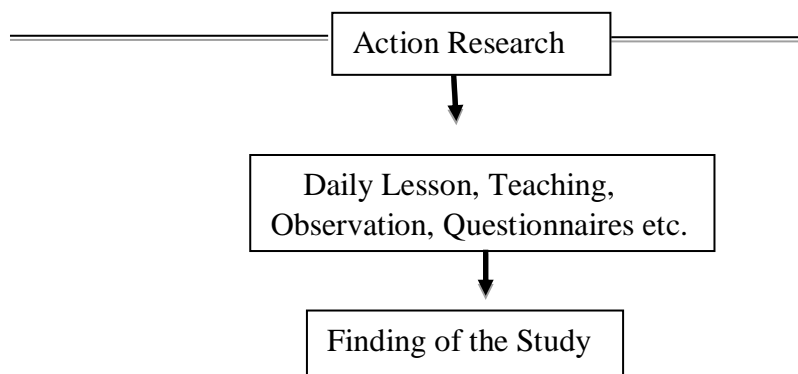 Action Research
Daily Lesson, Teaching,
Observation, Questionnaires etc.
Finding of the Study